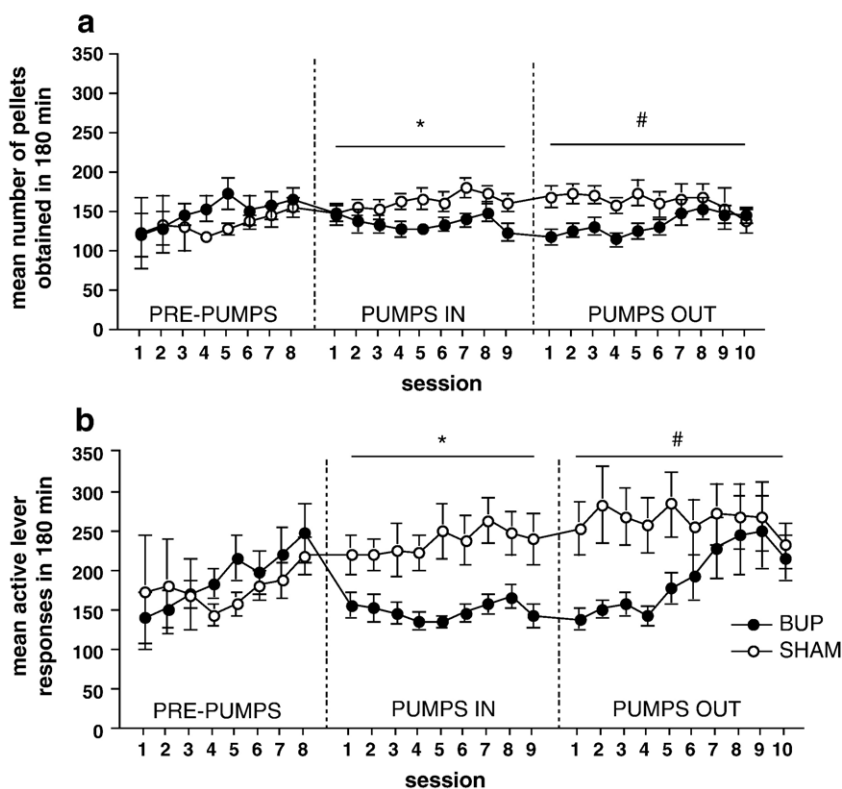 a
mean number of pellets
obtained in 180 min
350
300
250
200
150
100
50
0
*
#
PRE-PUMPS
PUMPS IN
PUMPS OUT
1 2 3 4 5 6 7 8
1 2 3 4 5 6 7 8 9
1 2 3 4 5 6 7 8 9 10
session
b
mean active lever
responses in 180 min
350
300
250
200
150
100
50
0
*
#
BUP
SHAM
PRE-PUMPS
PUMPS IN
PUMPS OUT
1 2 3 4 5 6 7 8
1 2 3 4 5 6 7 8 9
1 2 3 4 5 6 7 8 9 10
session